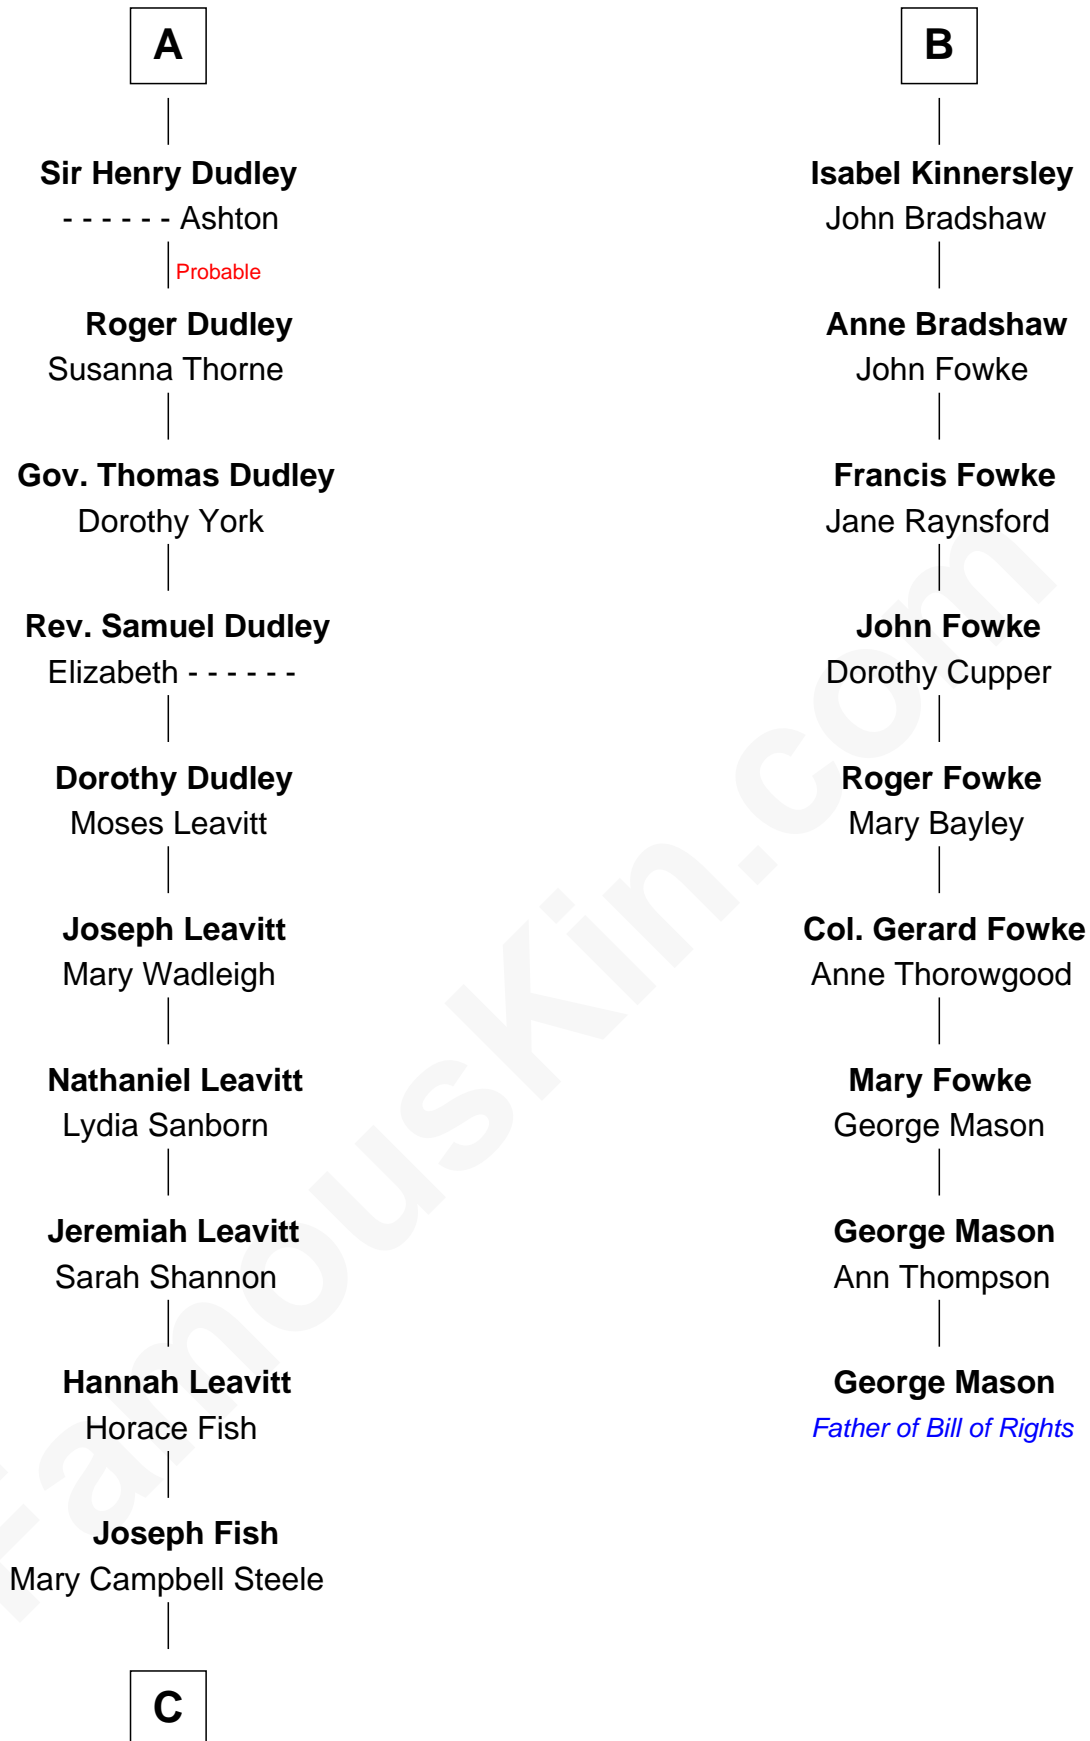 A
Sir Henry Dudley
- - - - - - Ashton
Probable
Roger Dudley
Susanna Thorne
Gov. Thomas Dudley
Dorothy York
Rev. Samuel Dudley
Elizabeth - - - - - -
Dorothy Dudley
Moses Leavitt
Joseph Leavitt
Mary Wadleigh
Nathaniel Leavitt
Lydia Sanborn
Jeremiah Leavitt
Sarah Shannon
Hannah Leavitt
Horace Fish
Joseph Fish
Mary Campbell Steele
C
B
Isabel Kinnersley
John Bradshaw
Anne Bradshaw
John Fowke
Francis Fowke
Jane Raynsford
John Fowke
Dorothy Cupper
Roger Fowke
Mary Bayley
Col. Gerard Fowke
Anne Thorowgood
Mary Fowke
George Mason
George Mason
Ann Thompson
George Mason
Father of Bill of Rights
FamousKin.com